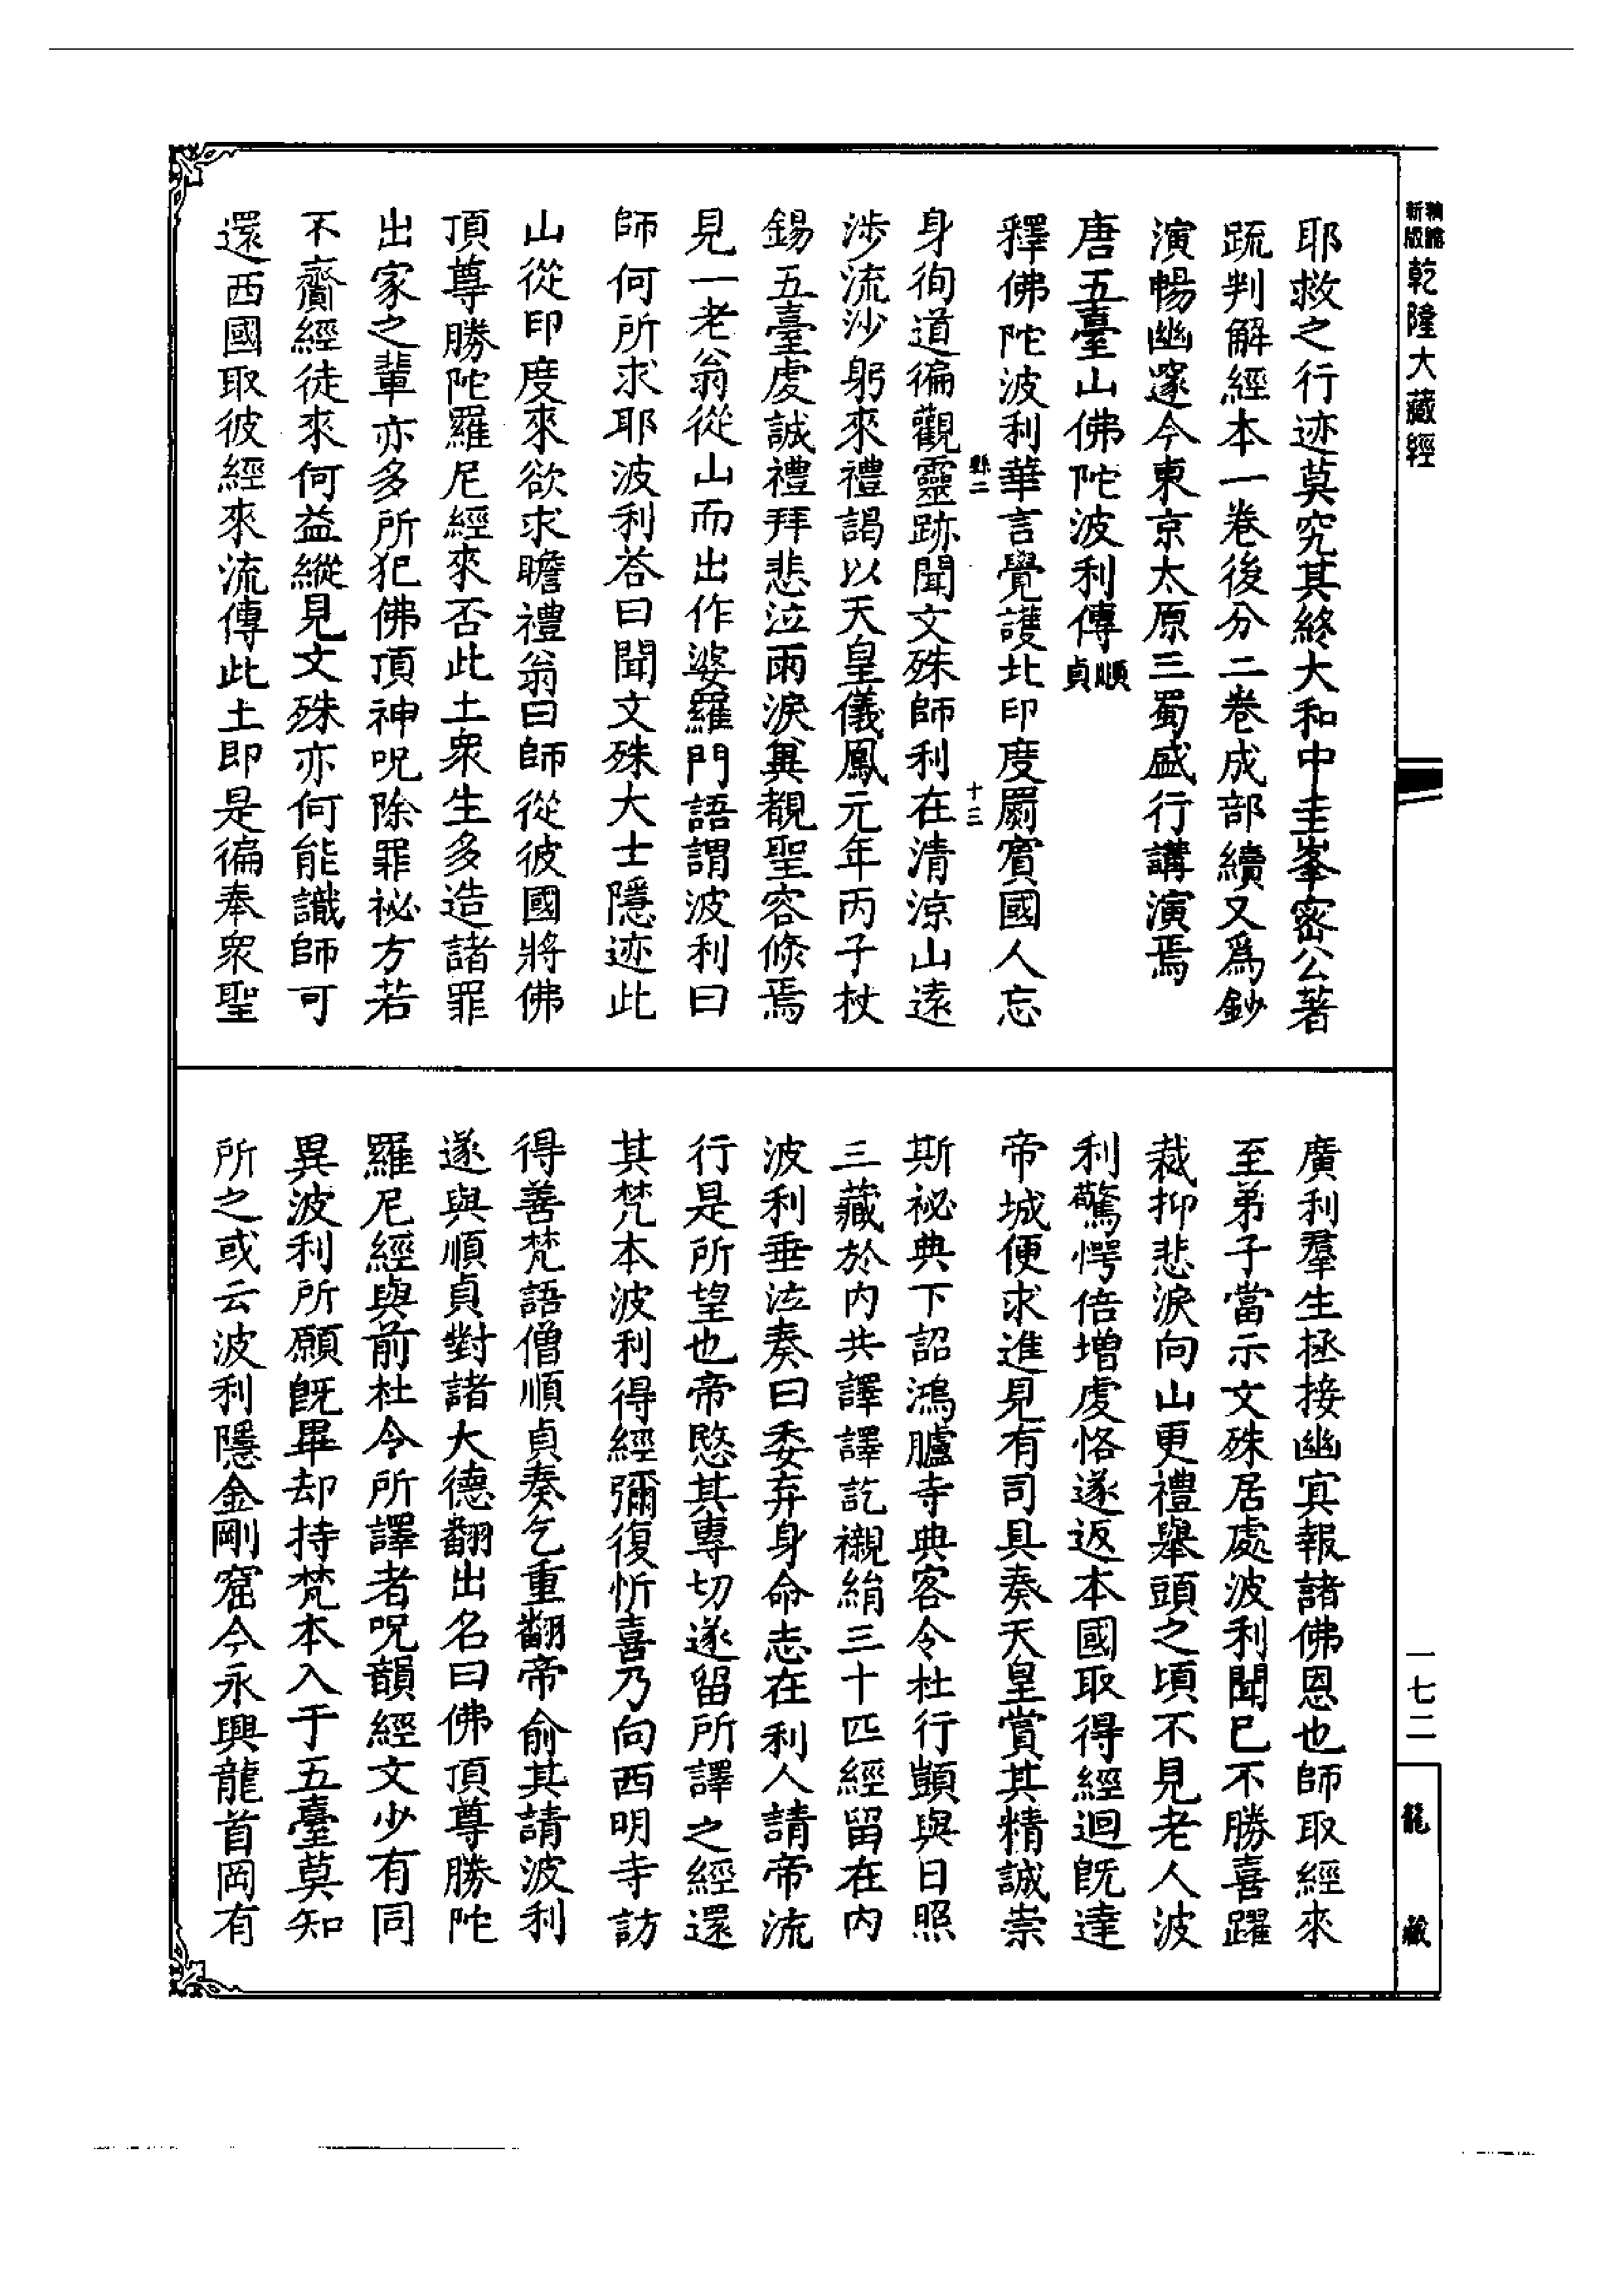 新版
乾隆大藏經
一七二
龍藏
耶救之行迹莫究其終大和中圭峯密公著
䟽判解經本一卷後分二卷成部續又爲鈔
演暢幽邃今東京太原三蜀盛行講演焉
唐五臺山佛陀波利傳順貞
釋佛陀波利華言覺護北印度罽賓國人忘
縣二
十三
身徇道徧觀靈跡聞文殊師利在清涼山遠
涉流沙躬來禮謁以天皇儀鳳元年丙子杖
錫五臺虔誠禮拜悲泣雨淚冀覩聖容倐焉
見一老翁從山而出作婆羅門語謂波利曰
師何所求耶波利荅曰聞文殊大士隱迹此
山從印度來欲求瞻禮翁曰師從彼國將佛
頂尊勝陀羅尼經來否此土衆生多造諸罪
出家之輩亦多所犯佛頂神呪除罪祕方若
不齎經徒來何益縱見文殊亦何能識師可
還西國取彼經來流傳此土即是徧奉衆聖
廣利羣生拯接幽冥報諸佛恩也師取經來
至弟子當示文殊居處波利聞已不勝喜躍
裁抑悲淚向山更禮舉頭之頃不見老人波
利驚愕倍增虔恪遂返本國取得經迴旣達
帝城便求進見有司具奏天皇賞其精誠崇
斯祕典下詔鴻臚寺典客令杜行顗與日照
三藏於内共譯譯訖襯絹三十匹經留在内
波利垂泣奏曰委弃身命志在利人請帝流
行是所望也帝愍其專切遂留所譯之經還
其梵本波利得經彌復忻喜乃向西明寺訪
得善梵語僧順貞奏乞重翻帝俞其請波利
遂與順貞對諸大德翻出名曰佛頂尊勝陀
羅尼經與前杜令所譯者呪韻經文少有同
異波利所願旣畢却持梵本入于五臺莫知
所之或云波利隱金剛窟今永興龍首岡有